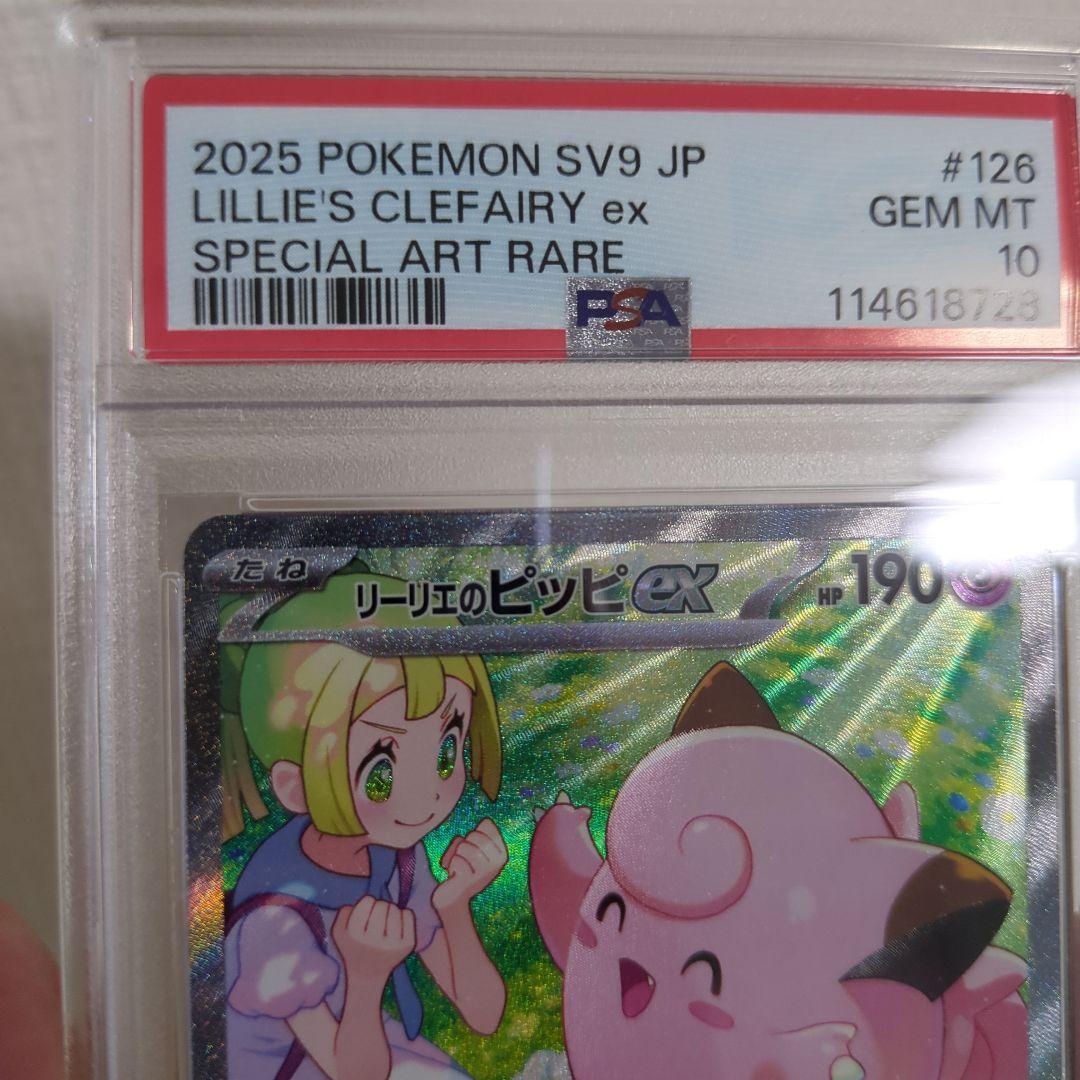 2025 POKEMON SV9 JP
LILLIE'S CLEFAIRY ex
SPECIAL ART RARE
#126
GEM MT
10
114618728
PSA
たね
リーリエのピッピex
HP190